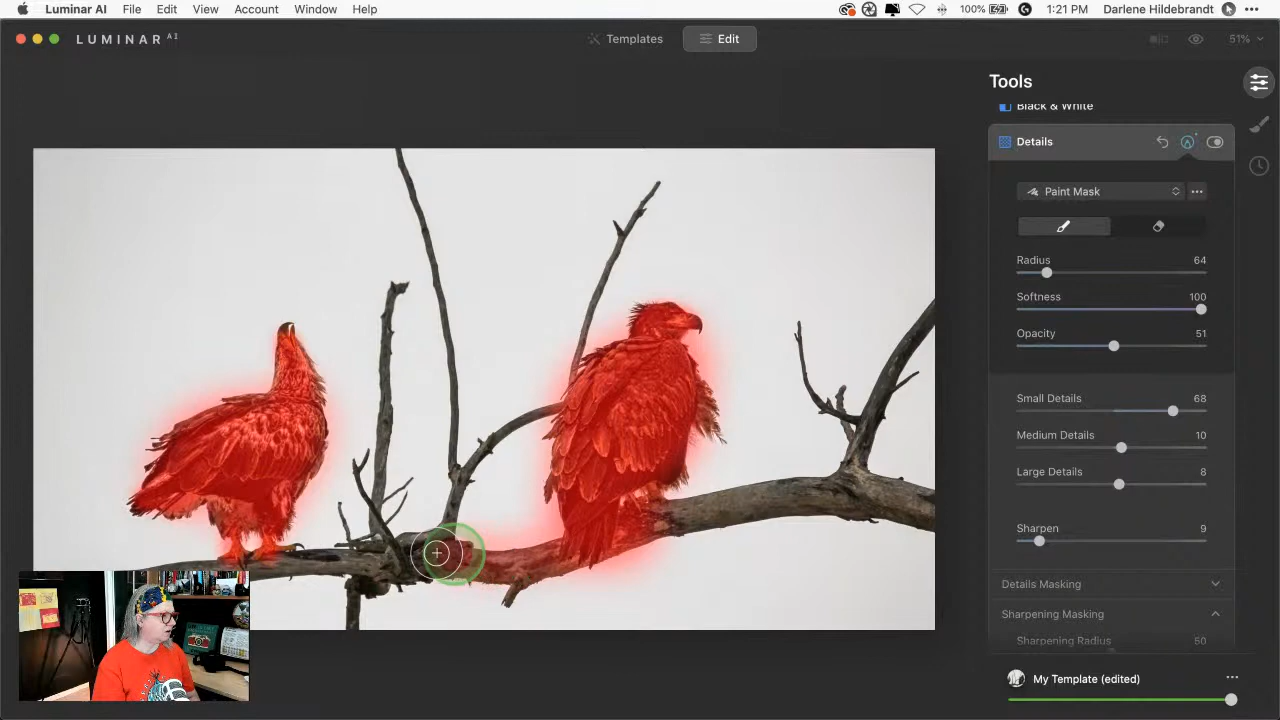 Luminar AI File Edit View Account Window Help 100% 1:21 PM Darlene Hildebrandt
LUMINAR AI Templates Edit 51%
Tools
Black & White
Details
Paint Mask
Radius 64
Softness 100
Opacity 51
Small Details 68
Medium Details 10
Large Details 8
Sharpen 9
Details Masking
Sharpening Masking
Sharpening Radius 50
My Template (edited)